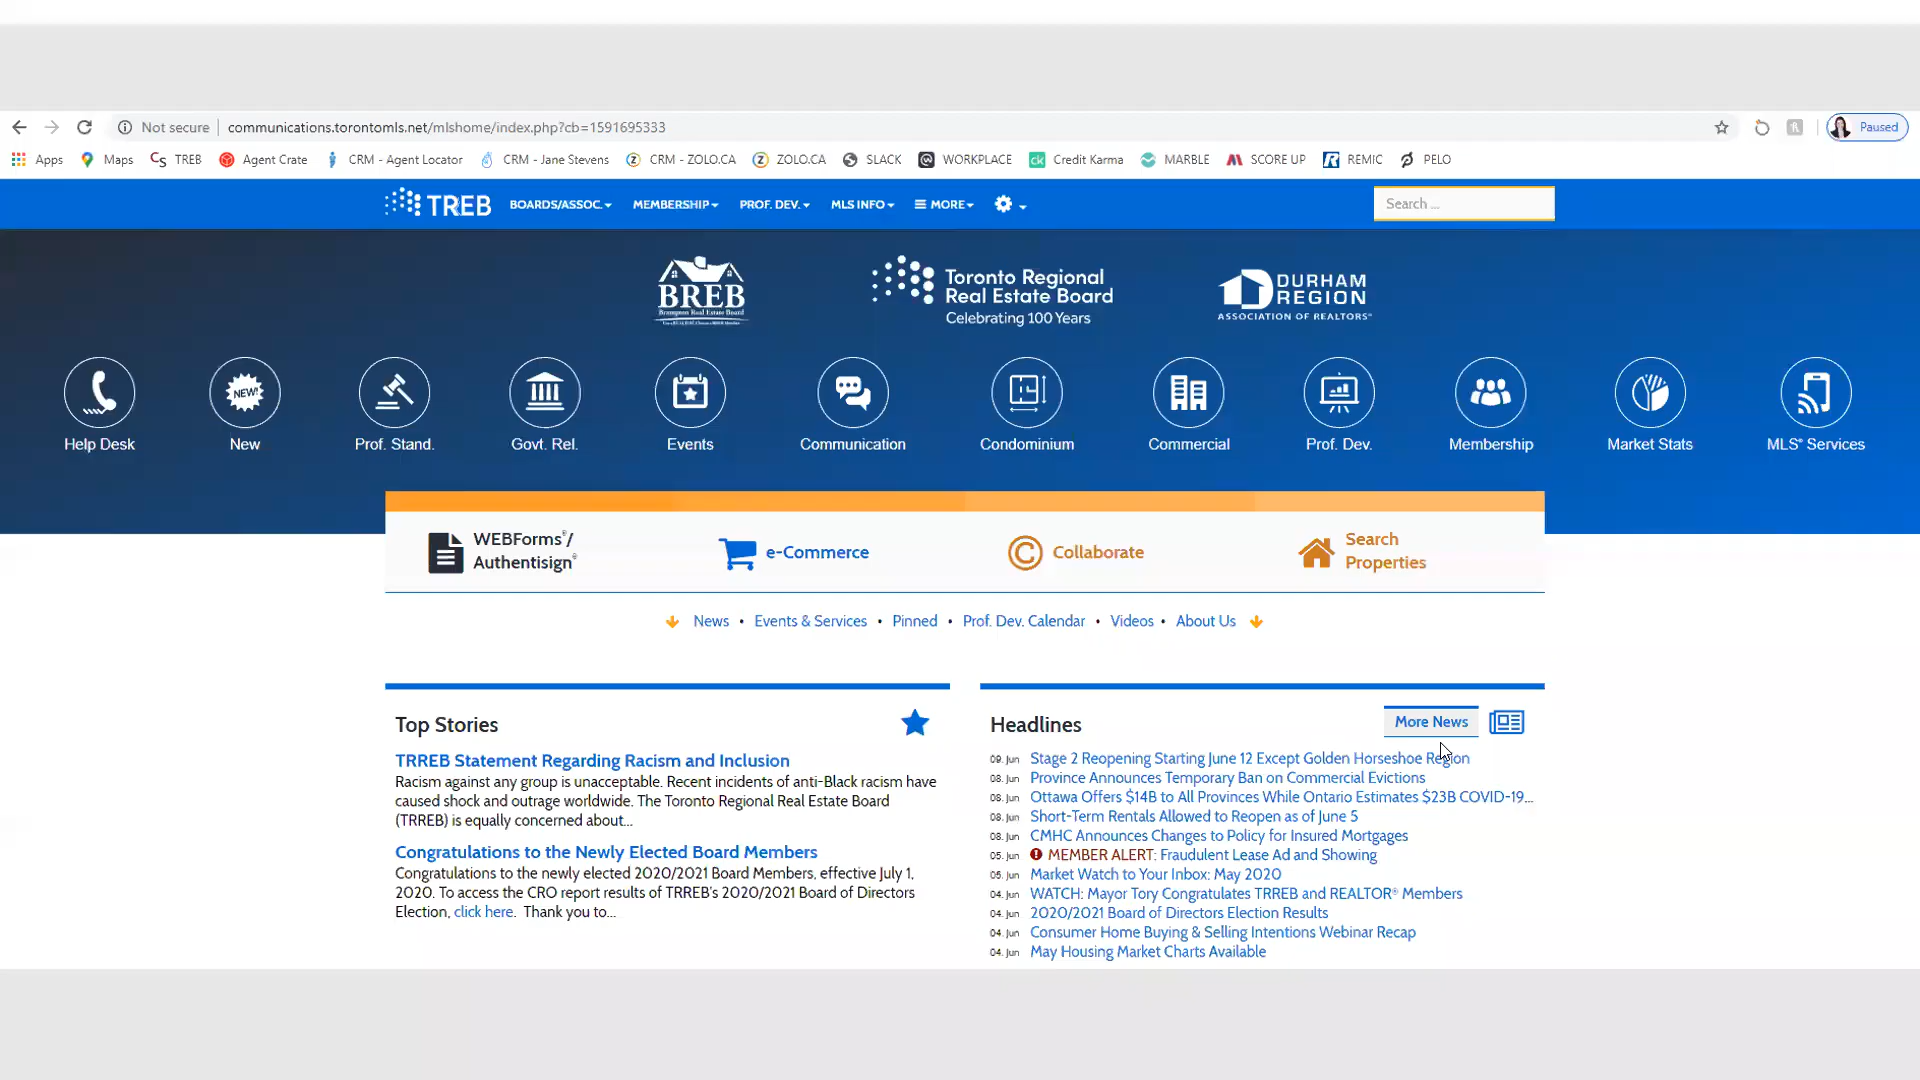 Not secure communications.torontomls.net/mlshome/index.php?cb=1591695333 Paused
Apps Maps TREB Agent Crate CRM - Agent Locator CRM - Jane Stevens CRM - ZOLO.CA ZOLO.CA SLACK WORKPLACE Credit Karma MARBLE SCORE UP REMIC PELO
TREB BOARDS/ASSOC. MEMBERSHIP PROF. DEV. MLS INFO MORE Search ...
BREB
Brampton Real Estate Board
Toronto Regional
Real Estate Board
Celebrating 100 Years
DURHAM
REGION
ASSOCIATION OF REALTORS®
NEW!
Help Desk New Prof. Stand. Govt. Rel. Events Communication Condominium Commercial Prof. Dev. Membership Market Stats MLS® Services
WEBForms®/
Authentisign®
e-Commerce
Collaborate
Search
Properties
News • Events & Services • Pinned • Prof. Dev. Calendar • Videos • About Us
Top Stories
TRREB Statement Regarding Racism and Inclusion
Racism against any group is unacceptable. Recent incidents of anti-Black racism have
caused shock and outrage worldwide. The Toronto Regional Real Estate Board
(TRREB) is equally concerned about...
Congratulations to the Newly Elected Board Members
Congratulations to the newly elected 2020/2021 Board Members, effective July 1,
2020. To access the CRO report results of TRREB's 2020/2021 Board of Directors
Election, click here. Thank you to...
Headlines More News
09. Jun Stage 2 Reopening Starting June 12 Except Golden Horseshoe Region
08. Jun Province Announces Temporary Ban on Commercial Evictions
08. Jun Ottawa Offers $14B to All Provinces While Ontario Estimates $23B COVID-19...
08. Jun Short-Term Rentals Allowed to Reopen as of June 5
08. Jun CMHC Announces Changes to Policy for Insured Mortgages
05. Jun MEMBER ALERT: Fraudulent Lease Ad and Showing
05. Jun Market Watch to Your Inbox: May 2020
04. Jun WATCH: Mayor Tory Congratulates TRREB and REALTOR® Members
04. Jun 2020/2021 Board of Directors Election Results
04. Jun Consumer Home Buying & Selling Intentions Webinar Recap
04. Jun May Housing Market Charts Available